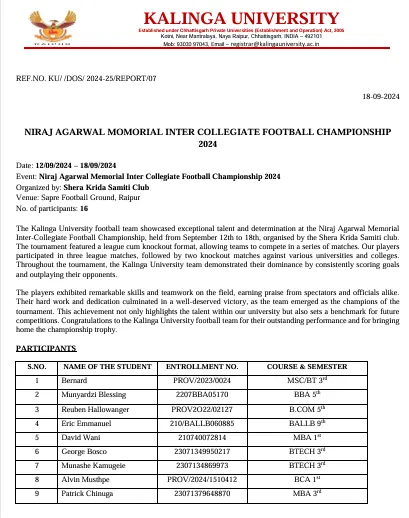 KALINGA UNIVERSITY
Established under Chhattisgarh Private Universities (Establishment & Operation) Act, 2005
Kotni, Near Mantralaya, Naya Raipur, Chhattisgarh, INDIA – 492101
Mob: 93030 97043, Email – registrar@kalingauniversity.ac.in
REF.NO. KU/ /DOS/ 2024-25/REPORT/07
18-09-2024
NIRAJ AGARWAL MOMORIAL INTER COLLEGIATE FOOTBALL CHAMPIONSHIP
2024
Date: 12/09/2024 – 18/09/2024
Event: Niraj Agarwal Memorial Inter Collegiate Football Championship 2024
Organized by: Shera Krida Samiti Club
Venue: Sapre Football Ground, Raipur
No. of participants: 16
The Kalinga University football team showcased exceptional talent and determination at the Niraj Agarwal Memorial
Inter-Collegiate Football Championship, held from September 12th to 18th, organised by the Shera Krida Samiti club.
The tournament featured a league cum knockout format, allowing teams to compete in a series of matches. Our players
participated in three league matches, followed by two knockout matches against various universities and colleges.
Throughout the tournament, the Kalinga University team demonstrated their dominance by consistently scoring goals
and outplaying their opponents.
The players exhibited remarkable skills and teamwork on the field, earning praise from spectators and officials alike.
Their hard work and dedication culminated in a well-deserved victory, as the team emerged as the champions of the
tournament. This achievement not only highlights the talent within our university but also sets a benchmark for future
competitions. Congratulations to the Kalinga University football team for their outstanding performance and for bringing
home the championship trophy.
PARTICIPANTS
S.NO. NAME OF THE STUDENT ENTROLLMENT NO. COURSE & SEMESTER
1 Bernard PROV/2023/0024 MSC/BT 3rd
2 Munyardzi Blessing 2207BBA05170 BBA 5th
3 Reuben Hallowanger PROV2O22/02127 B.COM 5th
4 Eric Emmanuel 210/BALLB060885 BALLB 9th
5 David Wani 210740072814 MBA 1st
6 George Bosco 23071349950217 BTECH 3rd
7 Munashe Kamugeie 23071134869973 BTECH 3rd
8 Alvin Musthpe PROV/2024/1510412 BCA 1st
9 Patrick Chinuga 23071379648870 MBA 3rd